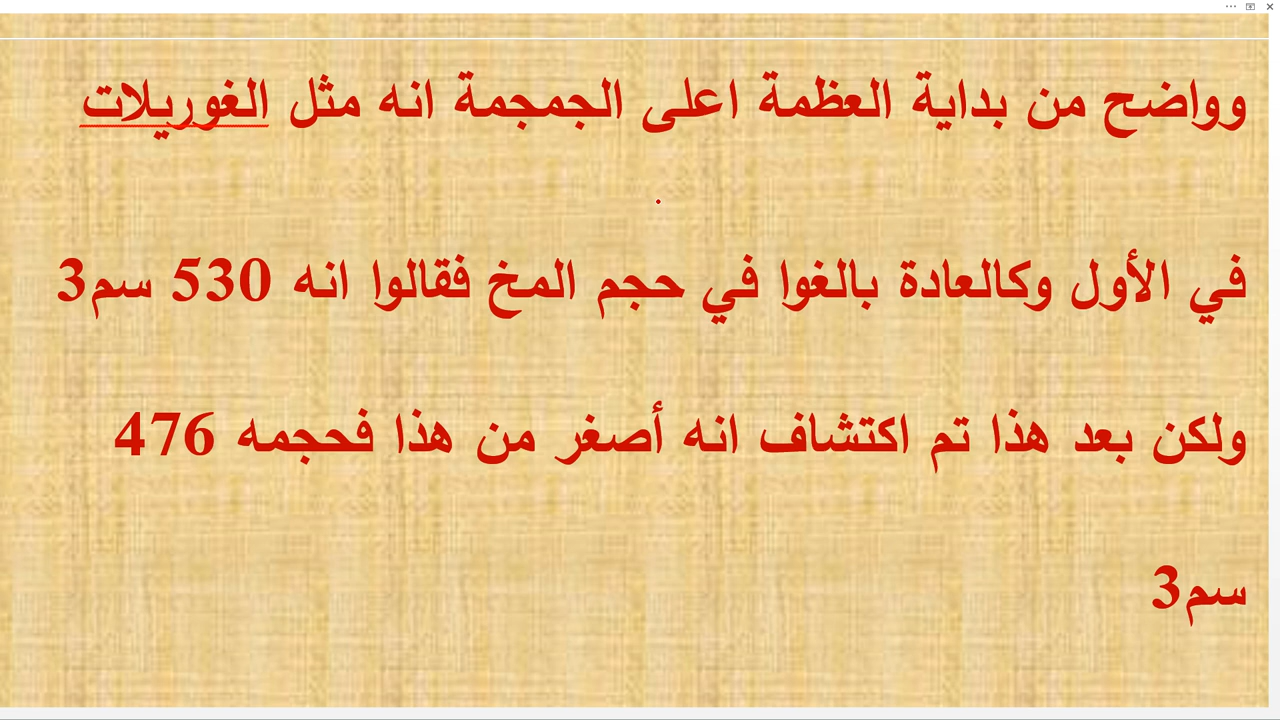 وواضح من بداية العظمة اعلى الجمجمة انه مثل الغوريلات
في الأول وكالعادة بالغوا في حجم المخ فقالوا انه 530 سم3
ولكن بعد هذا تم اكتشاف انه أصغر من هذا فحجمه 476
سم3